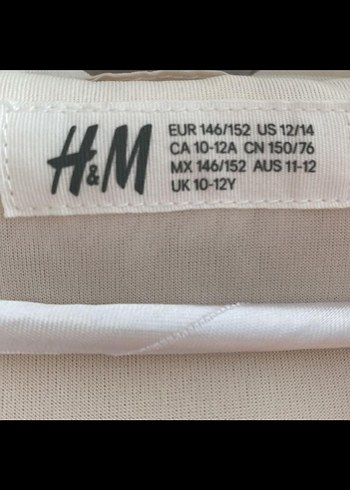 H&M
EUR 146/152 US 12/14
CA 10-12A CN 150/76
MX 146/152 AUS 11-12
UK 10-12Y